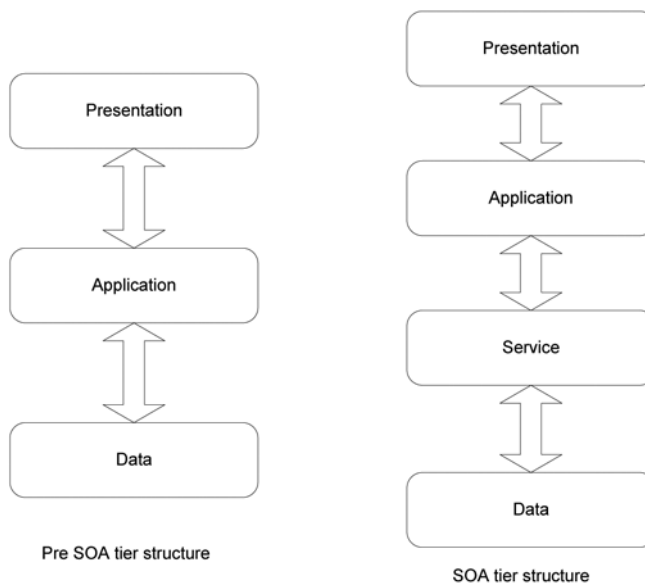 Presentation
Application
Data
Pre SOA tier structure
Presentation
Application
Service
Data
SOA tier structure